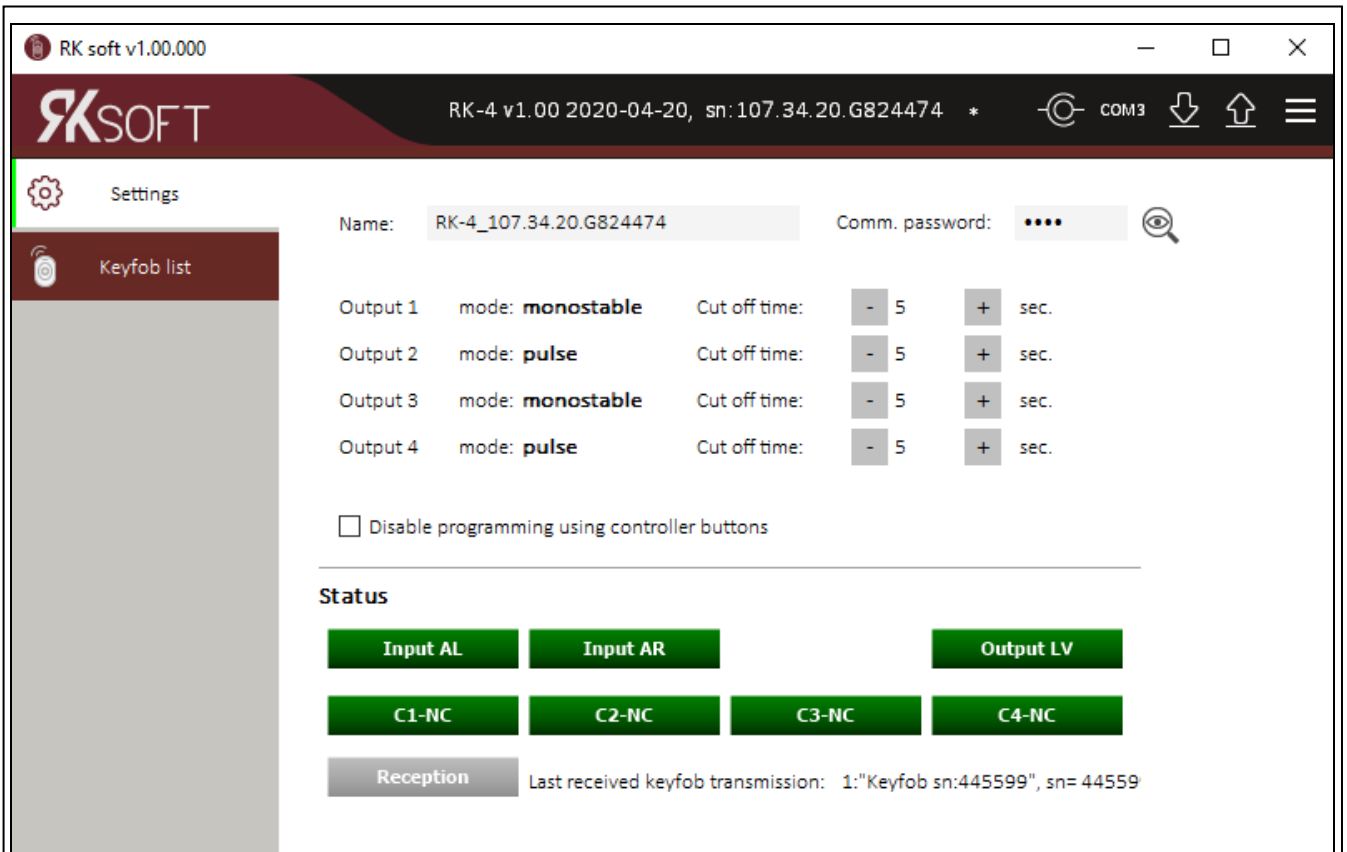 RK soft v1.00.000
RKSOFT RK-4 v1.00 2020-04-20, sn:107.34.20.G824474 * COM3
Settings
Name: RK-4_107.34.20.G824474 Comm. password: ••••
Keyfob list
Output 1 mode: monostable Cut off time: - 5 + sec.
Output 2 mode: pulse Cut off time: - 5 + sec.
Output 3 mode: monostable Cut off time: - 5 + sec.
Output 4 mode: pulse Cut off time: - 5 + sec.
Disable programming using controller buttons
Status
Input AL Input AR Output LV
C1-NC C2-NC C3-NC C4-NC
Reception Last received keyfob transmission: 1:"Keyfob sn:445599", sn= 44559